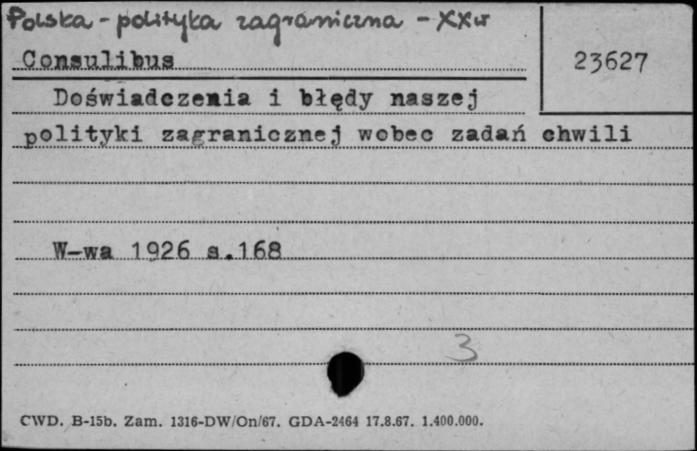 Polska - polityka zagraniczna - XXw
Consulibus
23627
Doświadczenia i błędy naszej
polityki zagranicznej wobec zadań chwili
W-wa 1926 s.168
3
CWD. B-15b. Zam. 1316-DW/On/67. GDA-2464 17.8.67. 1.400.000.